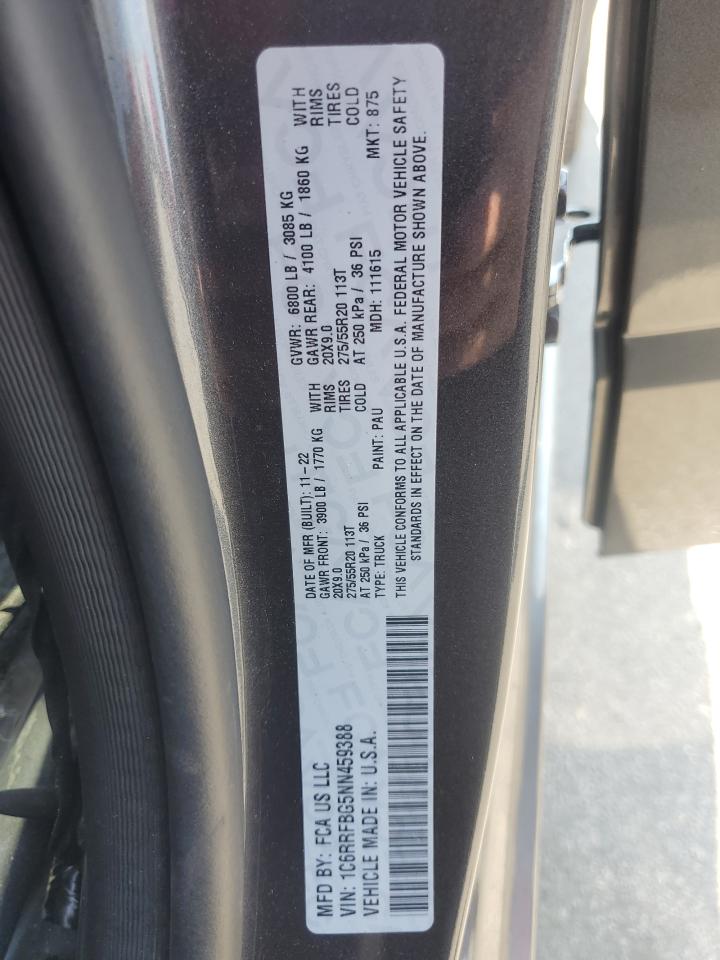 MFD BY: FCA US LLC
DATE OF MFR (BUILT): 11-22
GVWR: 6800 LB / 3085 KG
GAWR FRONT: 3900 LB / 1770 KG WITH
GAWR REAR: 4100 LB / 1860 KG WITH
20X9.0 RIMS
20X9.0 RIMS
275/55R20 113T TIRES
275/55R20 113T TIRES
AT 250 kPa / 36 PSI COLD
AT 250 kPa / 36 PSI COLD
VIN: 1C6RRFBG5NN459388
TYPE: TRUCK
PAINT: PAU
MDH: 111615
MKT: 875
VEHICLE MADE IN: U.S.A.
THIS VEHICLE CONFORMS TO ALL APPLICABLE U.S.A. FEDERAL MOTOR VEHICLE SAFETY
STANDARDS IN EFFECT ON THE DATE OF MANUFACTURE SHOWN ABOVE.